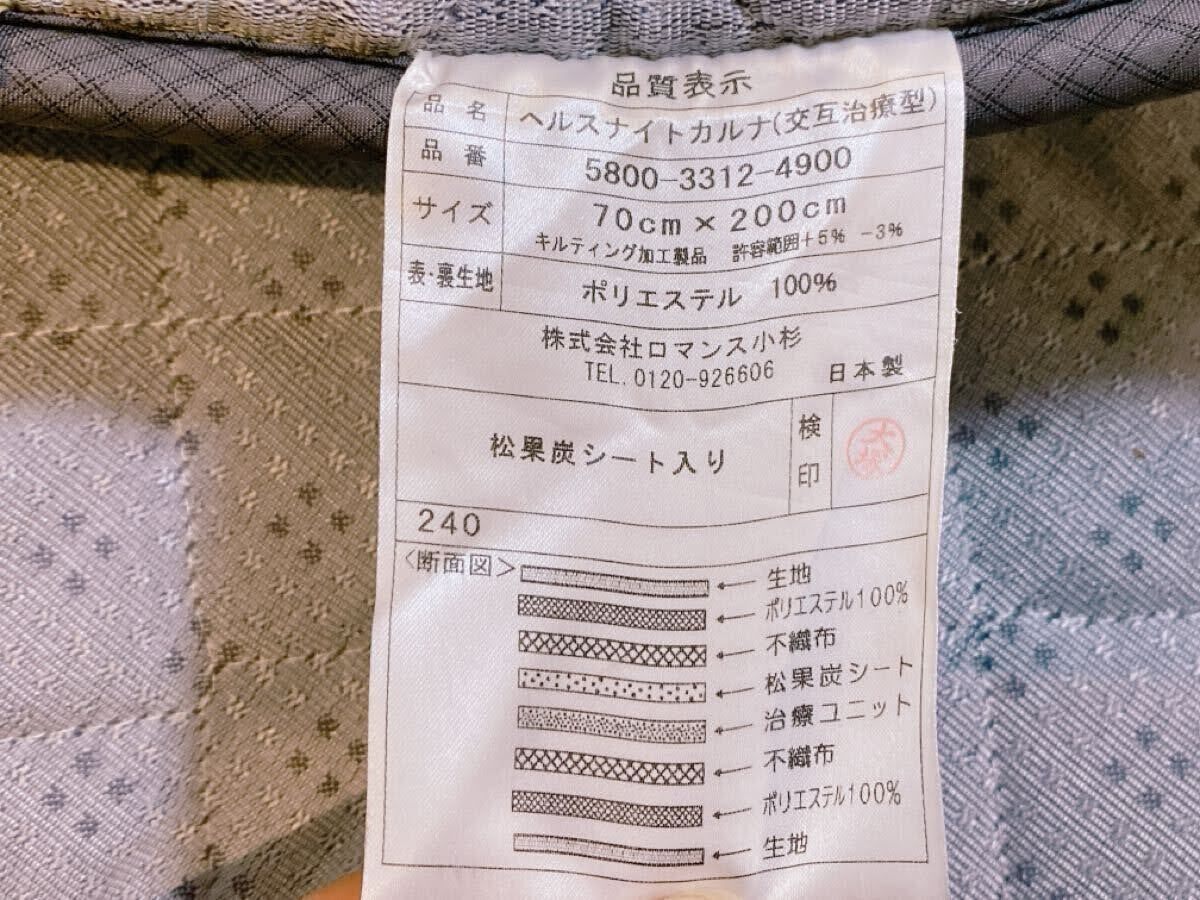 品質表示
品名 ヘルスナイトカルナ(交互治療型)
品番 5800-3312-4900
サイズ 70cm×200cm
キルティング加工製品 許容範囲+5% -3%
表・裏生地 ポリエステル 100%
株式会社ロマンス小杉
TEL.0120-926606 日本製
松果炭シート入り 検印
240
<断面図>
生地
ポリエステル100%
不織布
松果炭シート
治療ユニット
不織布
ポリエステル100%
生地